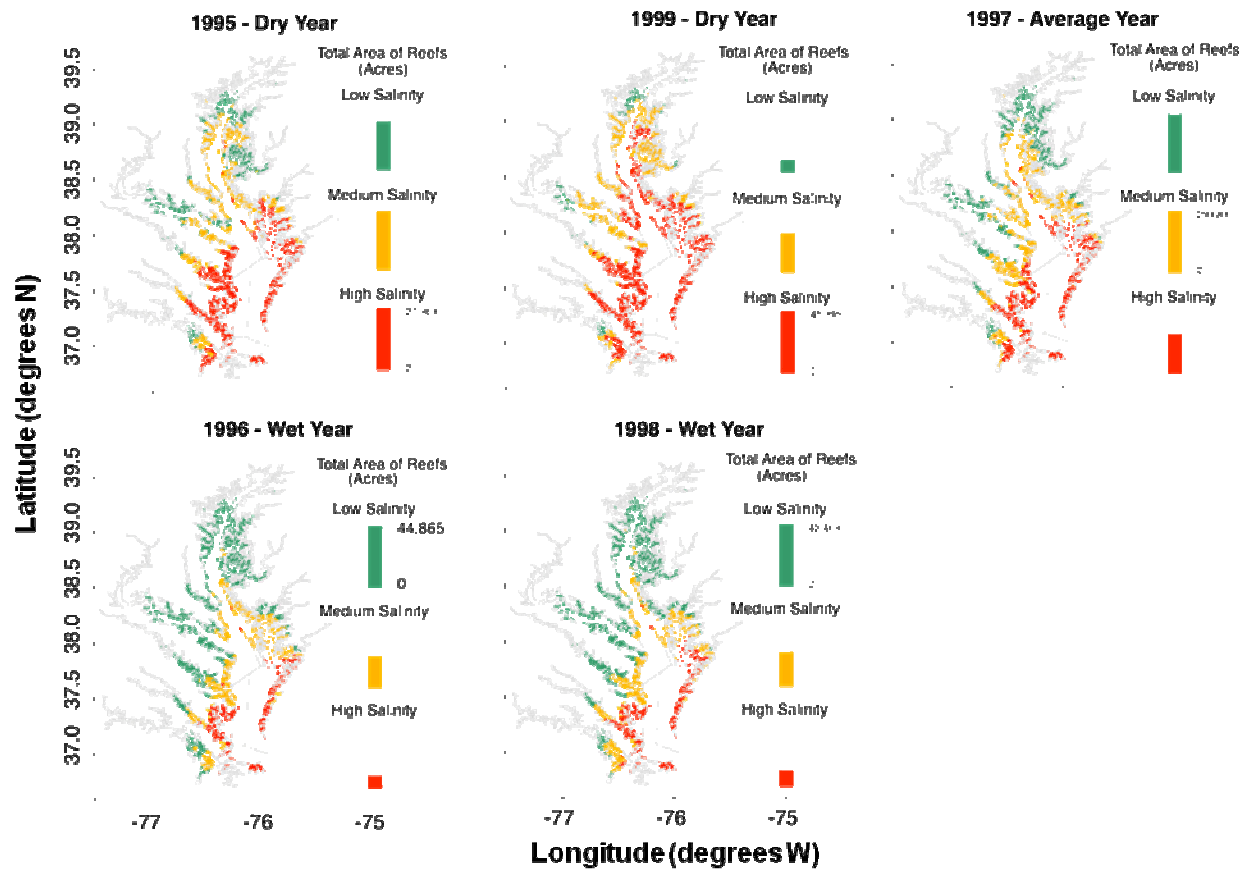 1995 - Dry Year
1999 - Dry Year
1997 - Average Year
Total Area of Reefs
(Acres)
Low Salinity
Medium Salinity
High Salinity
Total Area of Reefs
(Acres)
Low Salinity
Medium Salinity
High Salinity
Total Area of Reefs
(Acres)
Low Salinity
Medium Salinity
High Salinity
39.5
39.0
38.5
38.0
37.5
37.0
Latitude (degrees N)
1996 - Wet Year
1998 - Wet Year
Total Area of Reefs
(Acres)
Low Salinity
44.865
0
Medium Salinity
High Salinity
Total Area of Reefs
(Acres)
Low Salinity
Medium Salinity
High Salinity
39.5
39.0
38.5
38.0
37.5
37.0
-77
-76
-75
-77
-76
-75
Longitude (degrees W)